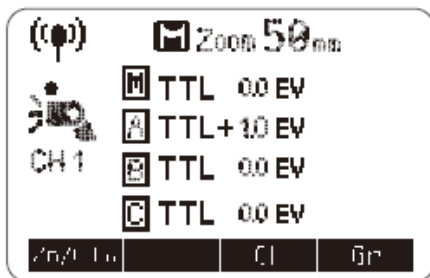 M Zoom 50mm
M TTL 0.0 EV
A TTL+ 1.0 EV
CH 1
B TTL 0.0 EV
C TTL 0.0 EV
Gr